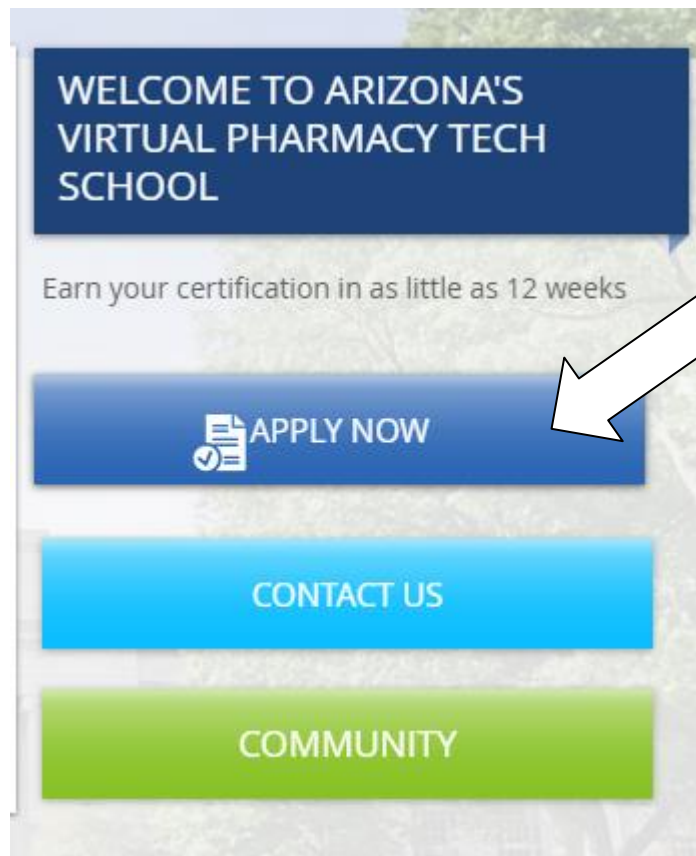 WELCOME TO ARIZONA'S
VIRTUAL PHARMACY TECH
SCHOOL
Earn your certification in as little as 12 weeks
APPLY NOW
CONTACT US
COMMUNITY